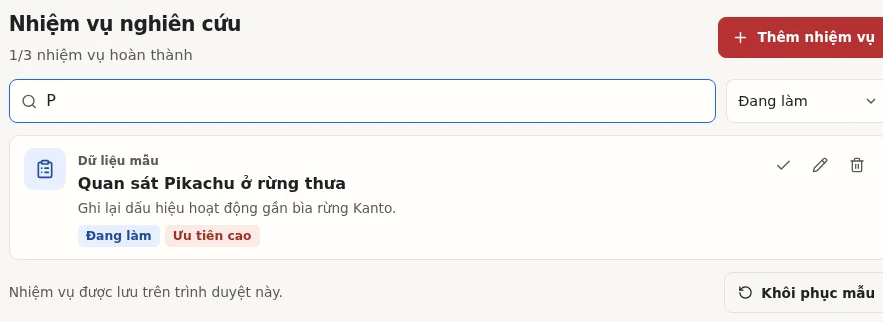 Nhiệm vụ nghiên cứu
1/3 nhiệm vụ hoàn thành
Thêm nhiệm vụ
P
Đang làm
Dữ liệu mẫu
Quan sát Pikachu ở rừng thưa
Ghi lại dấu hiệu hoạt động gần bìa rừng Kanto.
Đang làm
Ưu tiên cao
Nhiệm vụ được lưu trên trình duyệt này.
Khôi phục mẫu